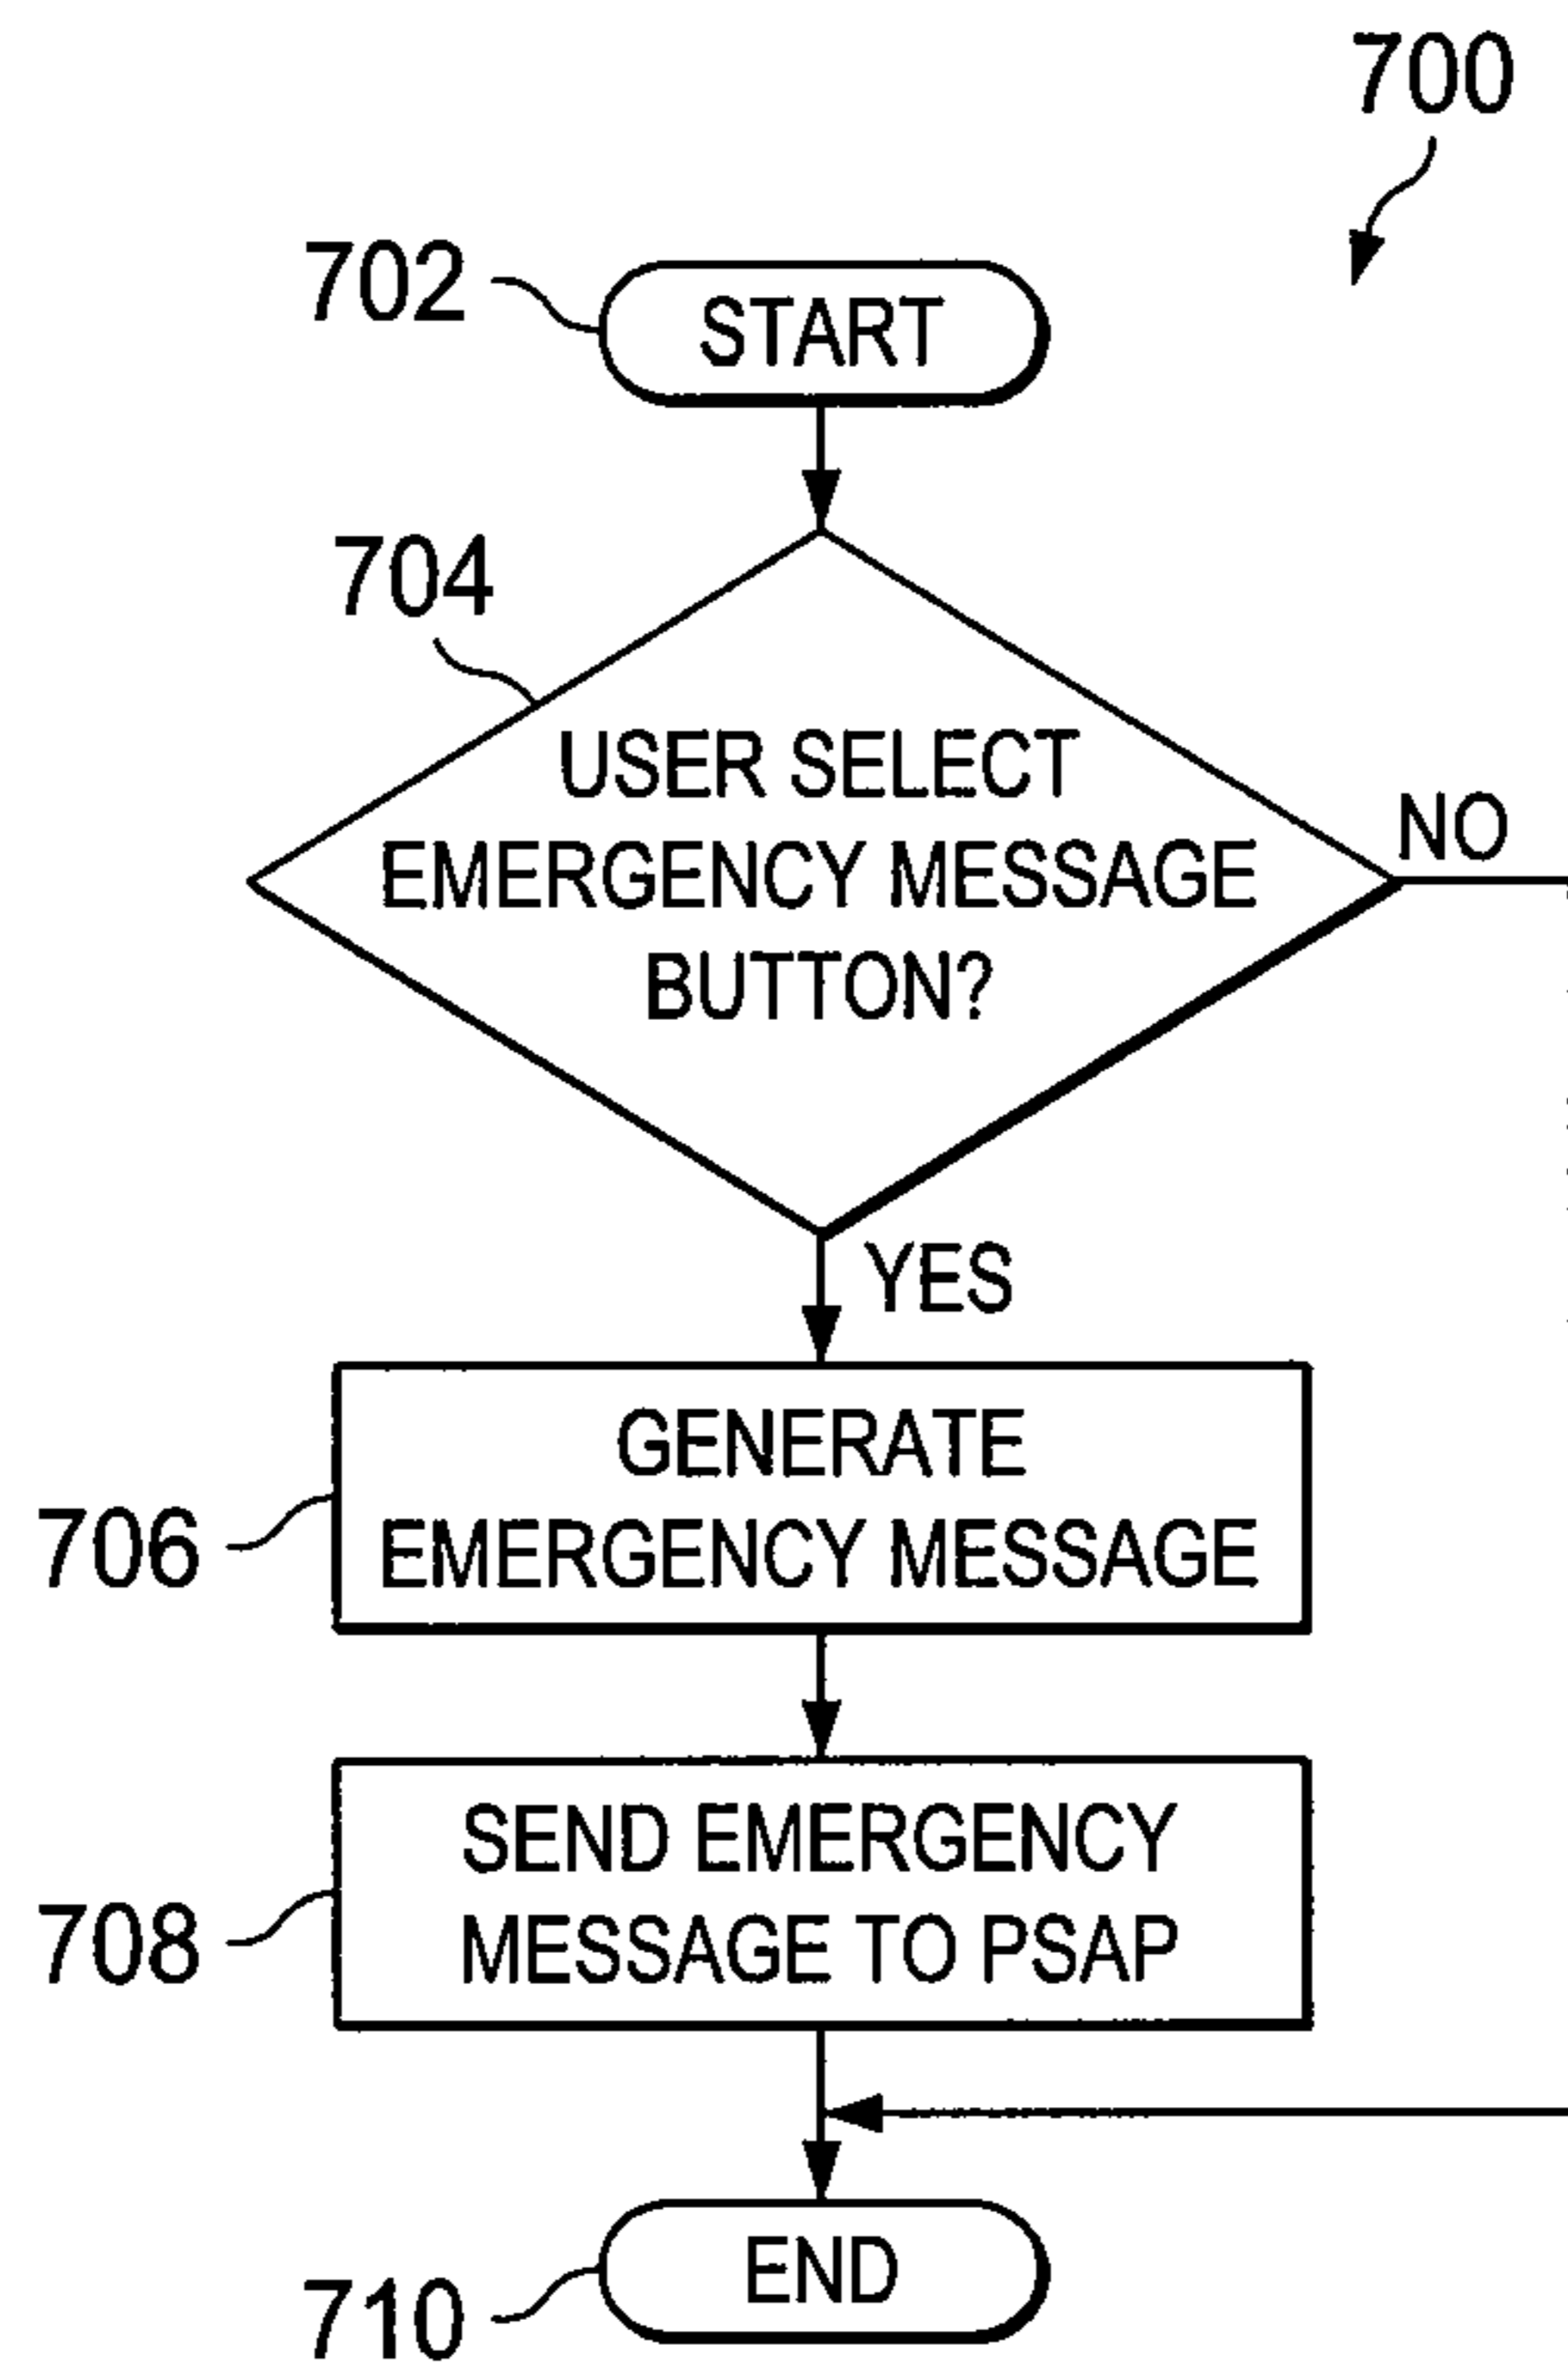 700
702
START
704
USER SELECT
EMERGENCY MESSAGE
BUTTON?
NO
YES
GENERATE
EMERGENCY MESSAGE
706
SEND EMERGENCY
MESSAGE TO PSAP
708
END
710